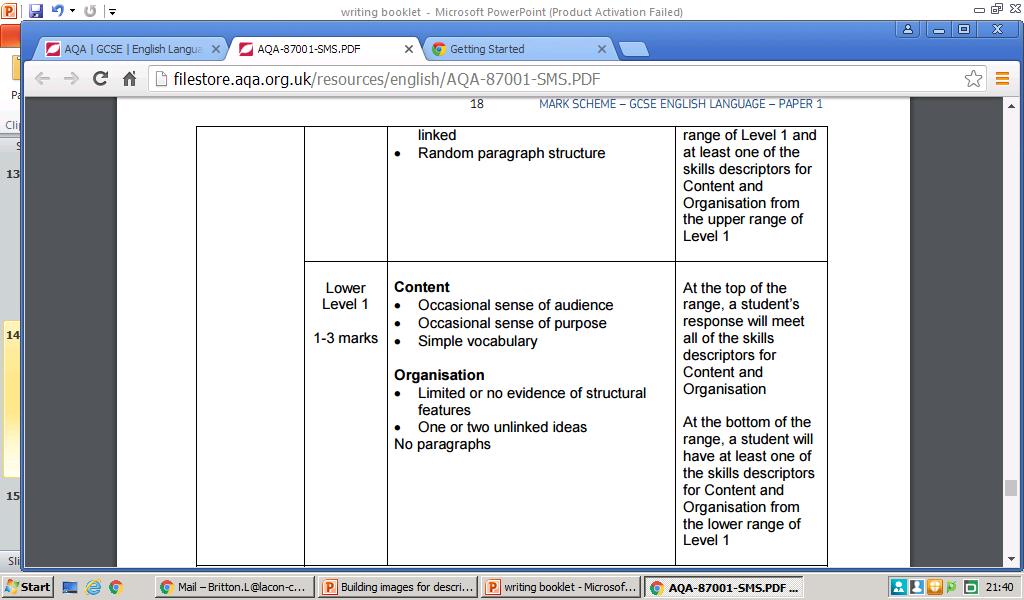 writing booklet - Microsoft PowerPoint (Product Activation Failed)
AQA | GCSE | English Langua
AQA-87001-SMS.PDF
Getting Started
filestore.aqa.org.uk/resources/english/AQA-87001-SMS.PDF
Pa
Clip
13
14
15
Sli
18 MARK SCHEME – GCSE ENGLISH LANGUAGE – PAPER 1
linked
• Random paragraph structure
range of Level 1 and
at least one of the
skills descriptors for
Content and
Organisation from
the upper range of
Level 1
Lower
Level 1
1-3 marks
Content
• Occasional sense of audience
• Occasional sense of purpose
• Simple vocabulary
Organisation
• Limited or no evidence of structural
features
• One or two unlinked ideas
No paragraphs
At the top of the
range, a student’s
response will meet
all of the skills
descriptors for
Content and
Organisation
At the bottom of the
range, a student will
have at least one of
the skills descriptors
for Content and
Organisation from
the lower range of
Level 1
Start
Mail – Britton.L@lacon-c...
Building images for descri...
writing booklet - Microsof...
AQA-87001-SMS.PDF ...
21:40